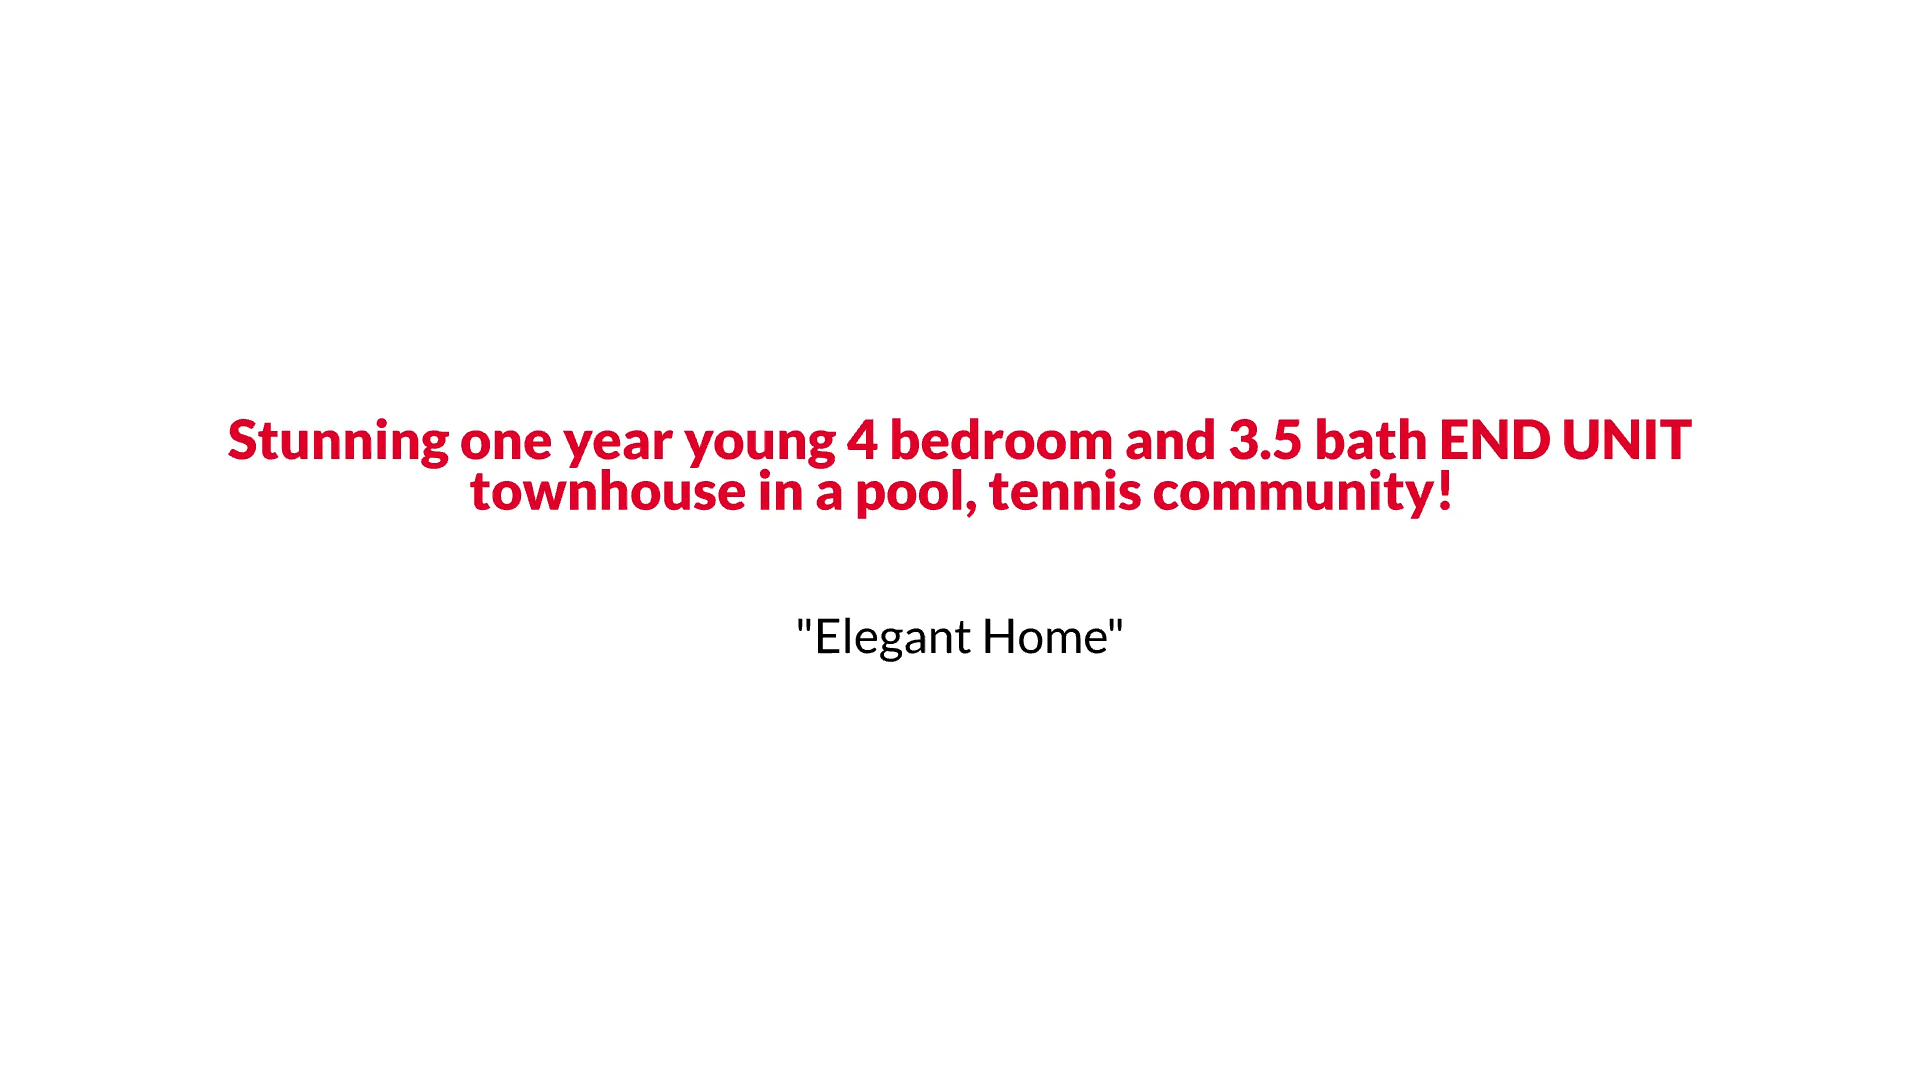 Stunning one year young 4 bedroom and 3.5 bath END UNIT
townhouse in a pool, tennis community!
"Elegant Home"